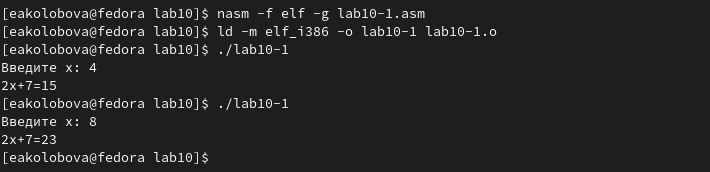 [eakolobova@fedora lab10]$ nasm -f elf -g lab10-1.asm
[eakolobova@fedora lab10]$ ld -m elf_i386 -o lab10-1 lab10-1.o
[eakolobova@fedora lab10]$ ./lab10-1
Введите x: 4
2x+7=15
[eakolobova@fedora lab10]$ ./lab10-1
Введите x: 8
2x+7=23
[eakolobova@fedora lab10]$